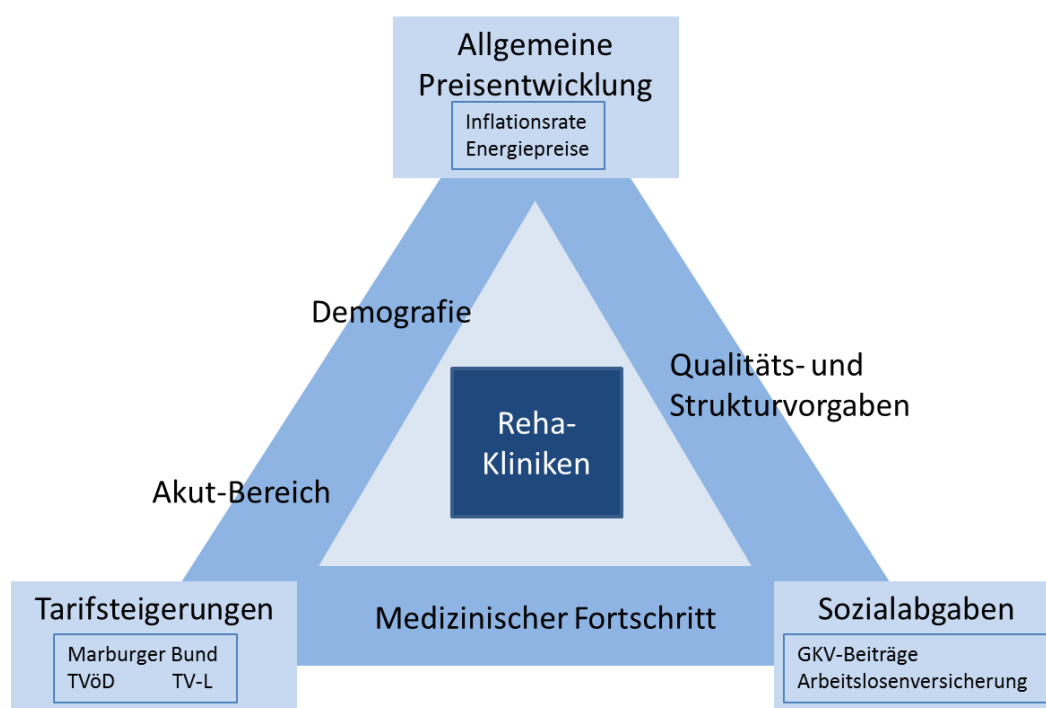 Allgemeine
Preisentwicklung
Inflationsrate
Energiepreise
Demografie
Qualitäts- und
Strukturvorgaben
Reha-
Kliniken
Akut-Bereich
Tarifsteigerungen
Marburger Bund
TVöD TV-L
Medizinischer Fortschritt
Sozialabgaben
GKV-Beiträge
Arbeitslosenversicherung